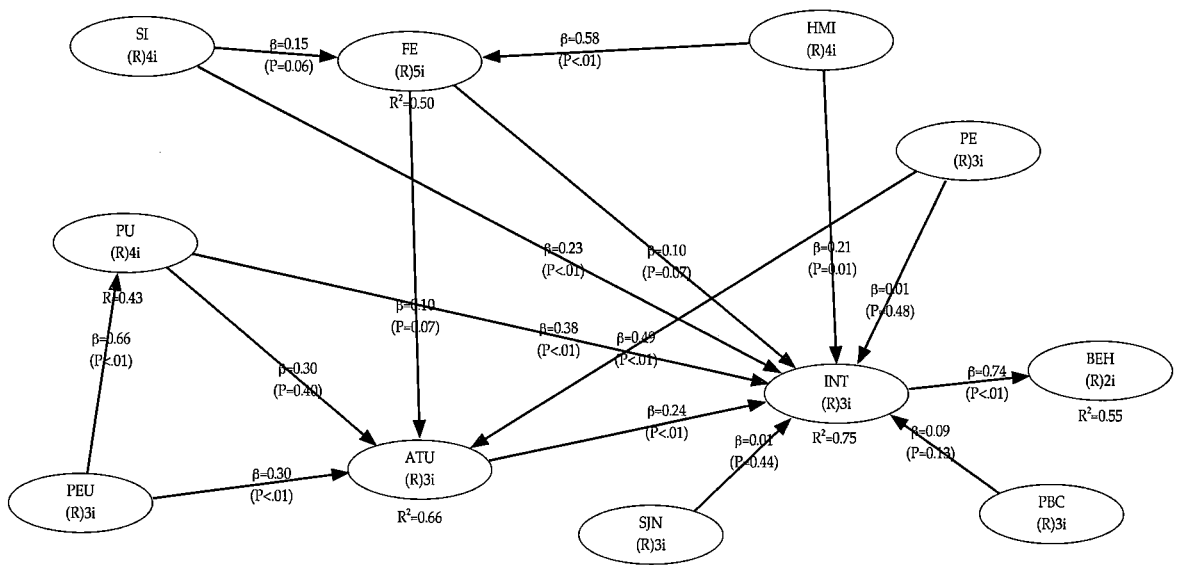 SI
(R)4i
β=0.15
(P=0.06)
FE
(R)5i
R²=0.50
β=0.58
(P<.01)
HMI
(R)4i
PE
(R)3i
PU
(R)4i
R²=0.43
β=0.23
(P<.01)
β=0.10
(P=0.07)
β=0.21
(P=0.01)
β=0.01
(P=0.48)
β=0.66
(P<.01)
β=0.10
(P=0.07)
β=0.38
(P<.01)
β=0.49
(P<.01)
β=0.30
(P=0.40)
INT
(R)3i
R²=0.75
β=0.74
(P<.01)
BEH
(R)2i
R²=0.55
β=0.24
(P<.01)
β=0.01
(P=0.44)
β=0.09
(P=0.13)
PEU
(R)3i
β=0.30
(P<.01)
ATU
(R)3i
R²=0.66
SJN
(R)3i
PBC
(R)3i